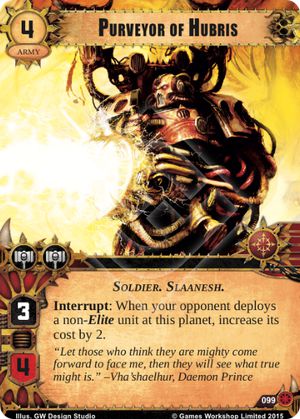 4
ARMY
PURVEYOR OF HUBRIS
SOLDIER. SLAANESH.
3
Interrupt: When your opponent deploys
a non-Elite unit at this planet, increase its
cost by 2.
4
“Let those who think they are mighty come
forward to face me, then they will see what true
might is.” –Vha’shaelhur, Daemon Prince
099
Illus. GW Design Studio
© Games Workshop Limited 2015